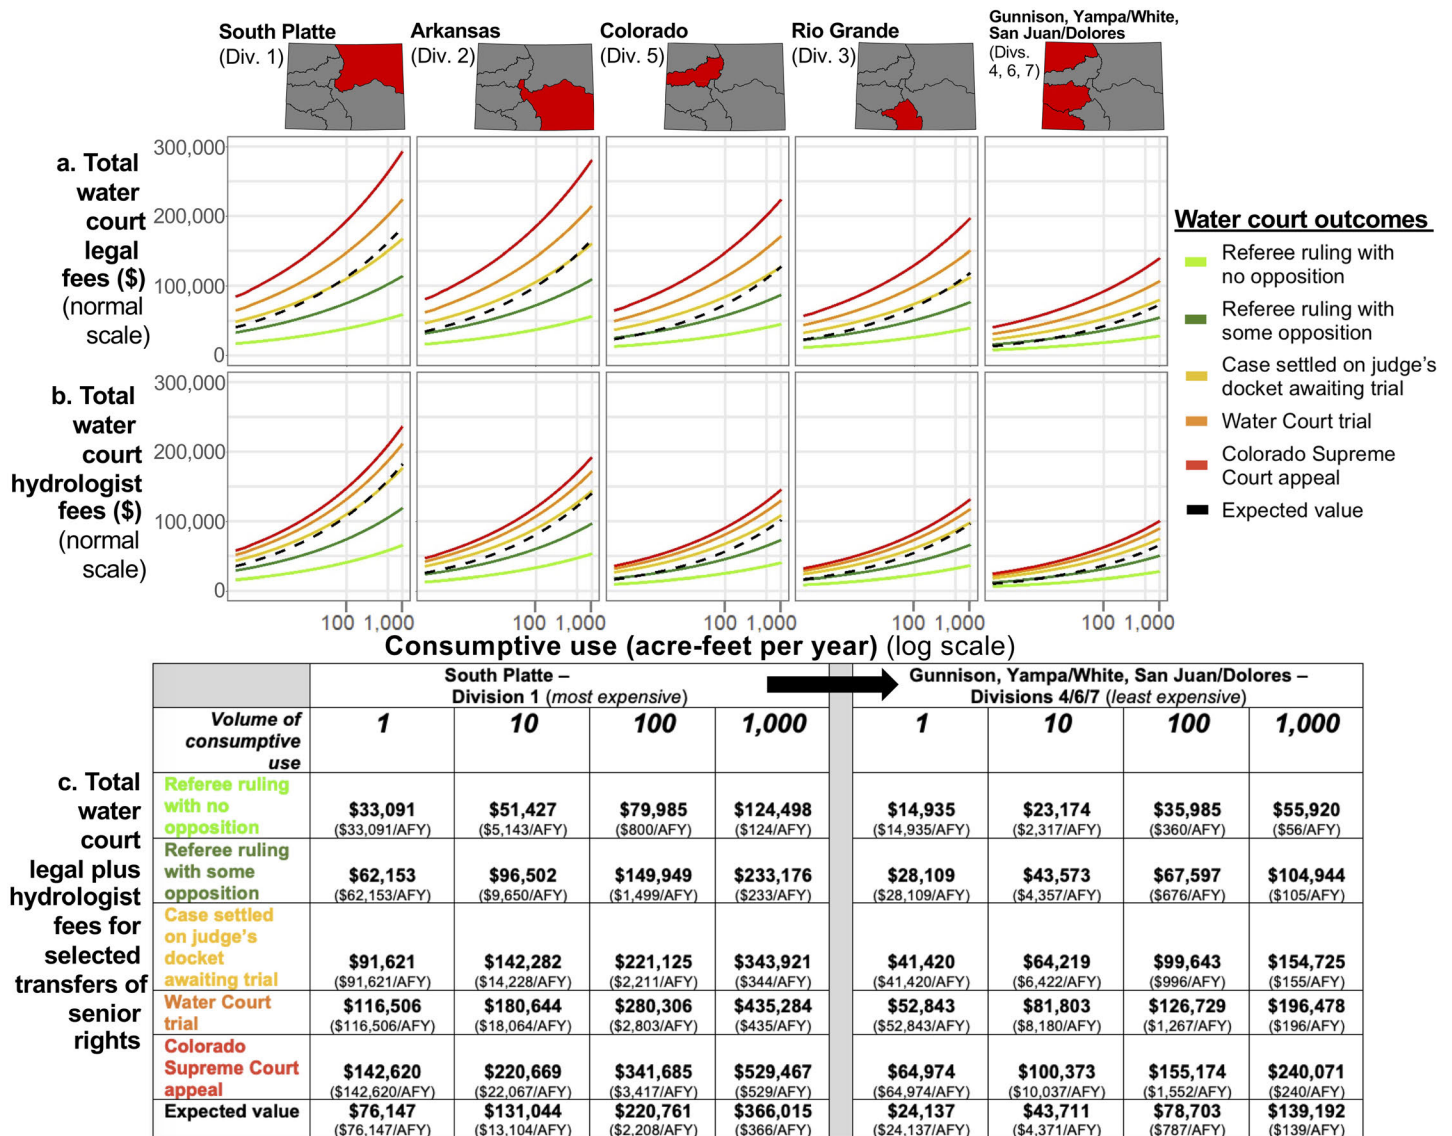 South Platte
(Div. 1)
Arkansas
(Div. 2)
Colorado
(Div. 5)
Rio Grande
(Div. 3)
Gunnison, Yampa/White,
San Juan/Dolores
(Divs.
4, 6, 7)
a. Total
water
court
legal
fees ($)
(normal
scale)
300,000
200,000
100,000
0
b. Total
water
court
hydrologist
fees ($)
(normal
scale)
300,000
200,000
100,000
0
100 1,000
100 1,000
100 1,000
100 1,000
100 1,000
Consumptive use (acre-feet per year) (log scale)
Water court outcomes
Referee ruling with
no opposition
Referee ruling with
some opposition
Case settled on judge's
docket awaiting trial
Water Court trial
Colorado Supreme
Court appeal
Expected value
c. Total
water
court
legal plus
hydrologist
fees for
selected
transfers of
senior
rights
South Platte –
Division 1 (most expensive)
Gunnison, Yampa/White, San Juan/Dolores –
Divisions 4/6/7 (least expensive)
Volume of
consumptive
use
1 10 100 1,000 1 10 100 1,000
Referee ruling
with no
opposition
$33,091 $51,427 $79,985 $124,498 $14,935 $23,174 $35,985 $55,920
($33,091/AFY) ($5,143/AFY) ($800/AFY) ($124/AFY) ($14,935/AFY) ($2,317/AFY) ($360/AFY) ($56/AFY)
Referee ruling
with some
opposition
$62,153 $96,502 $149,949 $233,176 $28,109 $43,573 $67,597 $104,944
($62,153/AFY) ($9,650/AFY) ($1,499/AFY) ($233/AFY) ($28,109/AFY) ($4,357/AFY) ($676/AFY) ($105/AFY)
Case settled
on judge's
docket
awaiting trial
$91,621 $142,282 $221,125 $343,921 $41,420 $64,219 $99,643 $154,725
($91,621/AFY) ($14,228/AFY) ($2,211/AFY) ($344/AFY) ($41,420/AFY) ($6,422/AFY) ($996/AFY) ($155/AFY)
Water Court
trial
$116,506 $180,644 $280,306 $435,284 $52,843 $81,803 $126,729 $196,478
($116,506/AFY) ($18,064/AFY) ($2,803/AFY) ($435/AFY) ($52,843/AFY) ($8,180/AFY) ($1,267/AFY) ($196/AFY)
Colorado
Supreme Court
appeal
$142,620 $220,669 $341,685 $529,467 $64,974 $100,373 $155,174 $240,071
($142,620/AFY) ($22,067/AFY) ($3,417/AFY) ($529/AFY) ($64,974/AFY) ($10,037/AFY) ($1,552/AFY) ($240/AFY)
Expected value
$76,147 $131,044 $220,761 $366,015 $24,137 $43,711 $78,703 $139,192
($76,147/AFY) ($13,104/AFY) ($2,208/AFY) ($366/AFY) ($24,137/AFY) ($4,371/AFY) ($787/AFY) ($139/AFY)